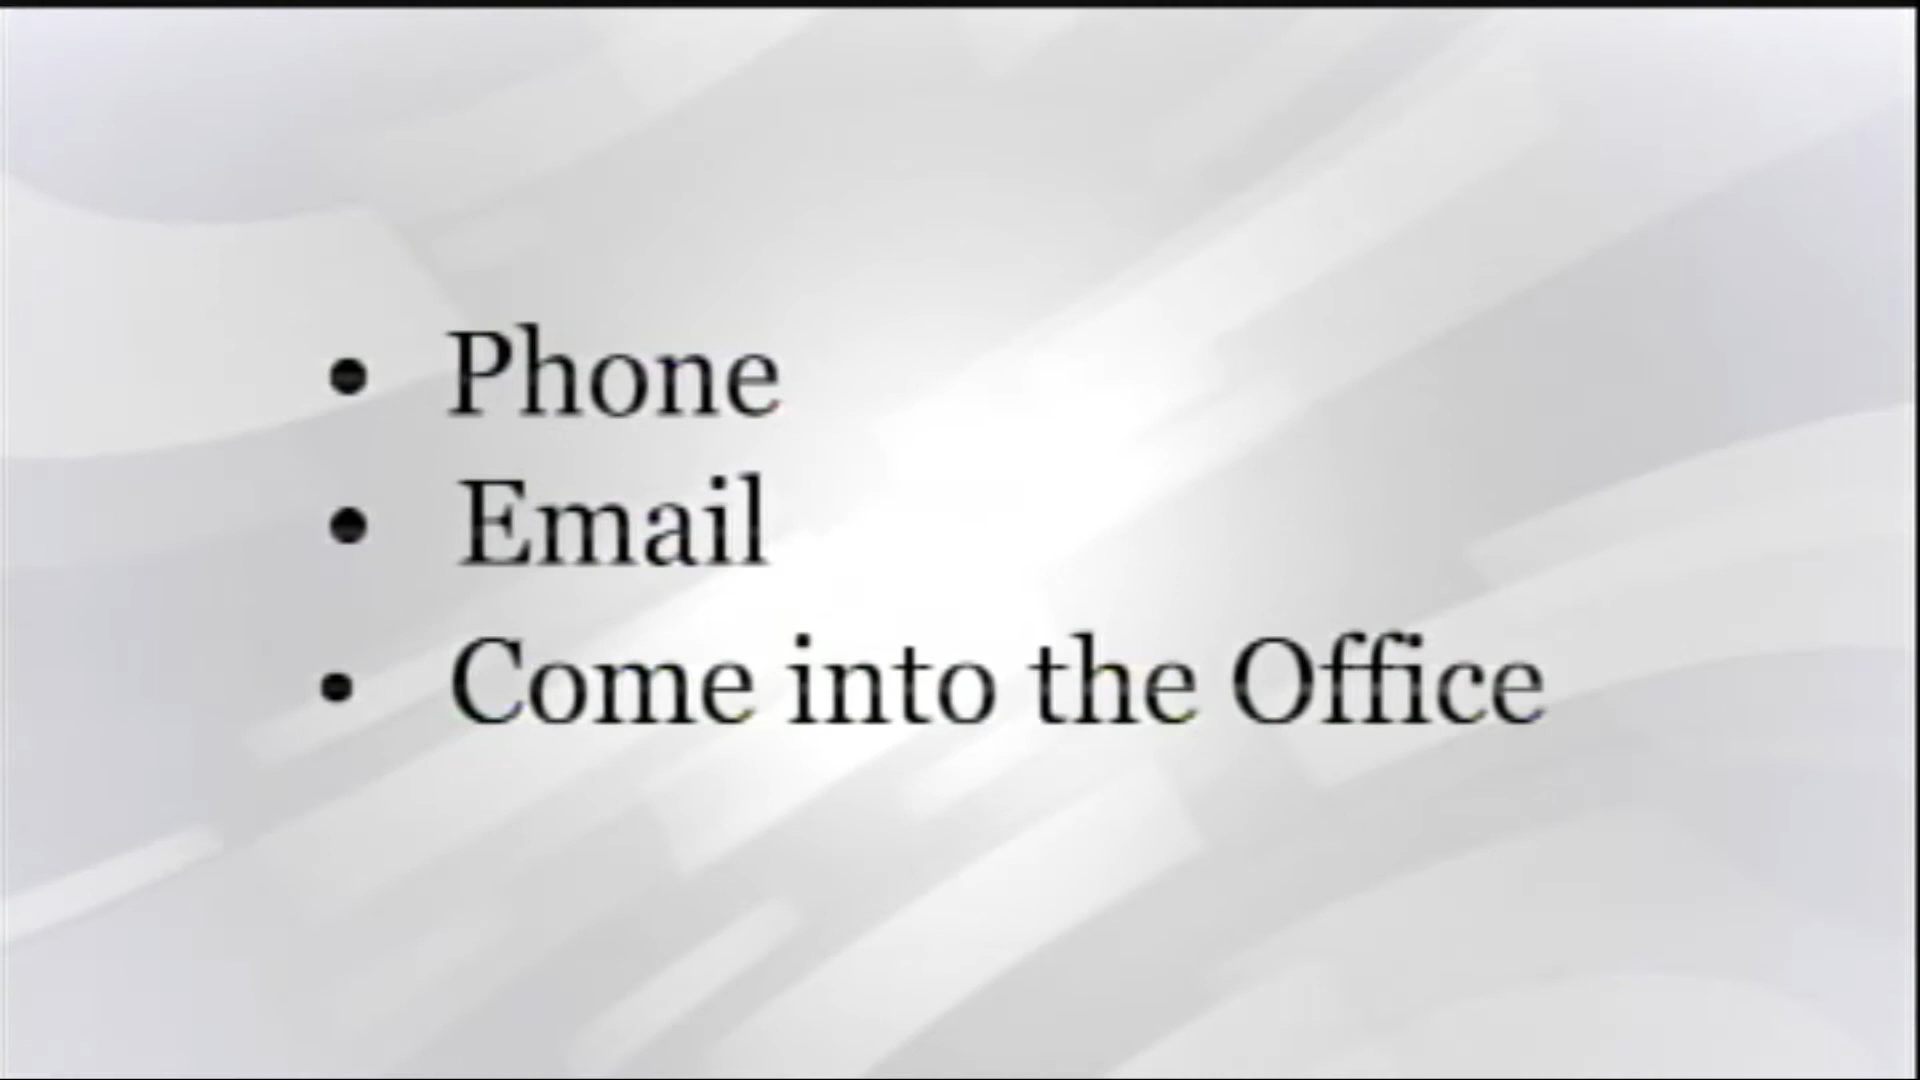 • Phone
• Email
• Come into the Office